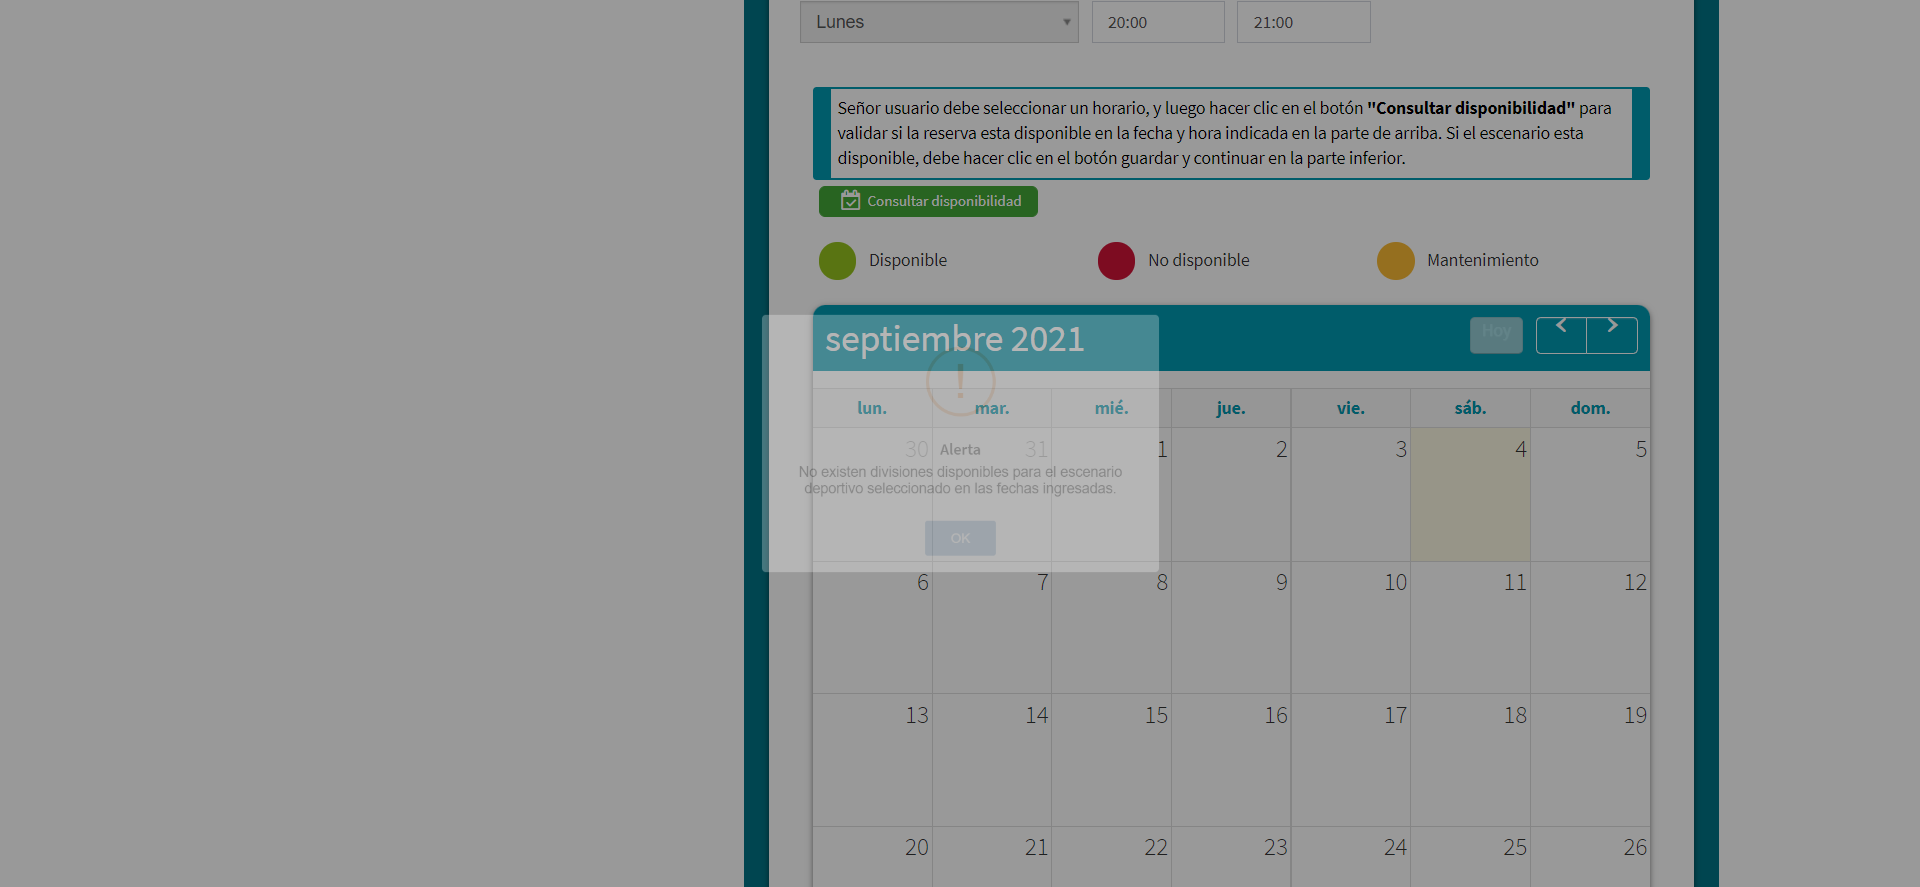 Lunes 20:00 21:00
Señor usuario debe seleccionar un horario, y luego hacer clic en el botón "Consultar disponibilidad" para
validar si la reserva esta disponible en la fecha y hora indicada en la parte de arriba. Si el escenario esta
disponible, debe hacer clic en el botón guardar y continuar en la parte inferior.
Consultar disponibilidad
Disponible No disponible Mantenimiento
septiembre 2021 Hoy
lun. mar. mié. jue. vie. sáb. dom.
30 31 1 2 3 4 5
Alerta
No existen divisiones disponibles para el escenario
deportivo seleccionado en las fechas ingresadas.
OK
6 7 8 9 10 11 12
13 14 15 16 17 18 19
20 21 22 23 24 25 26